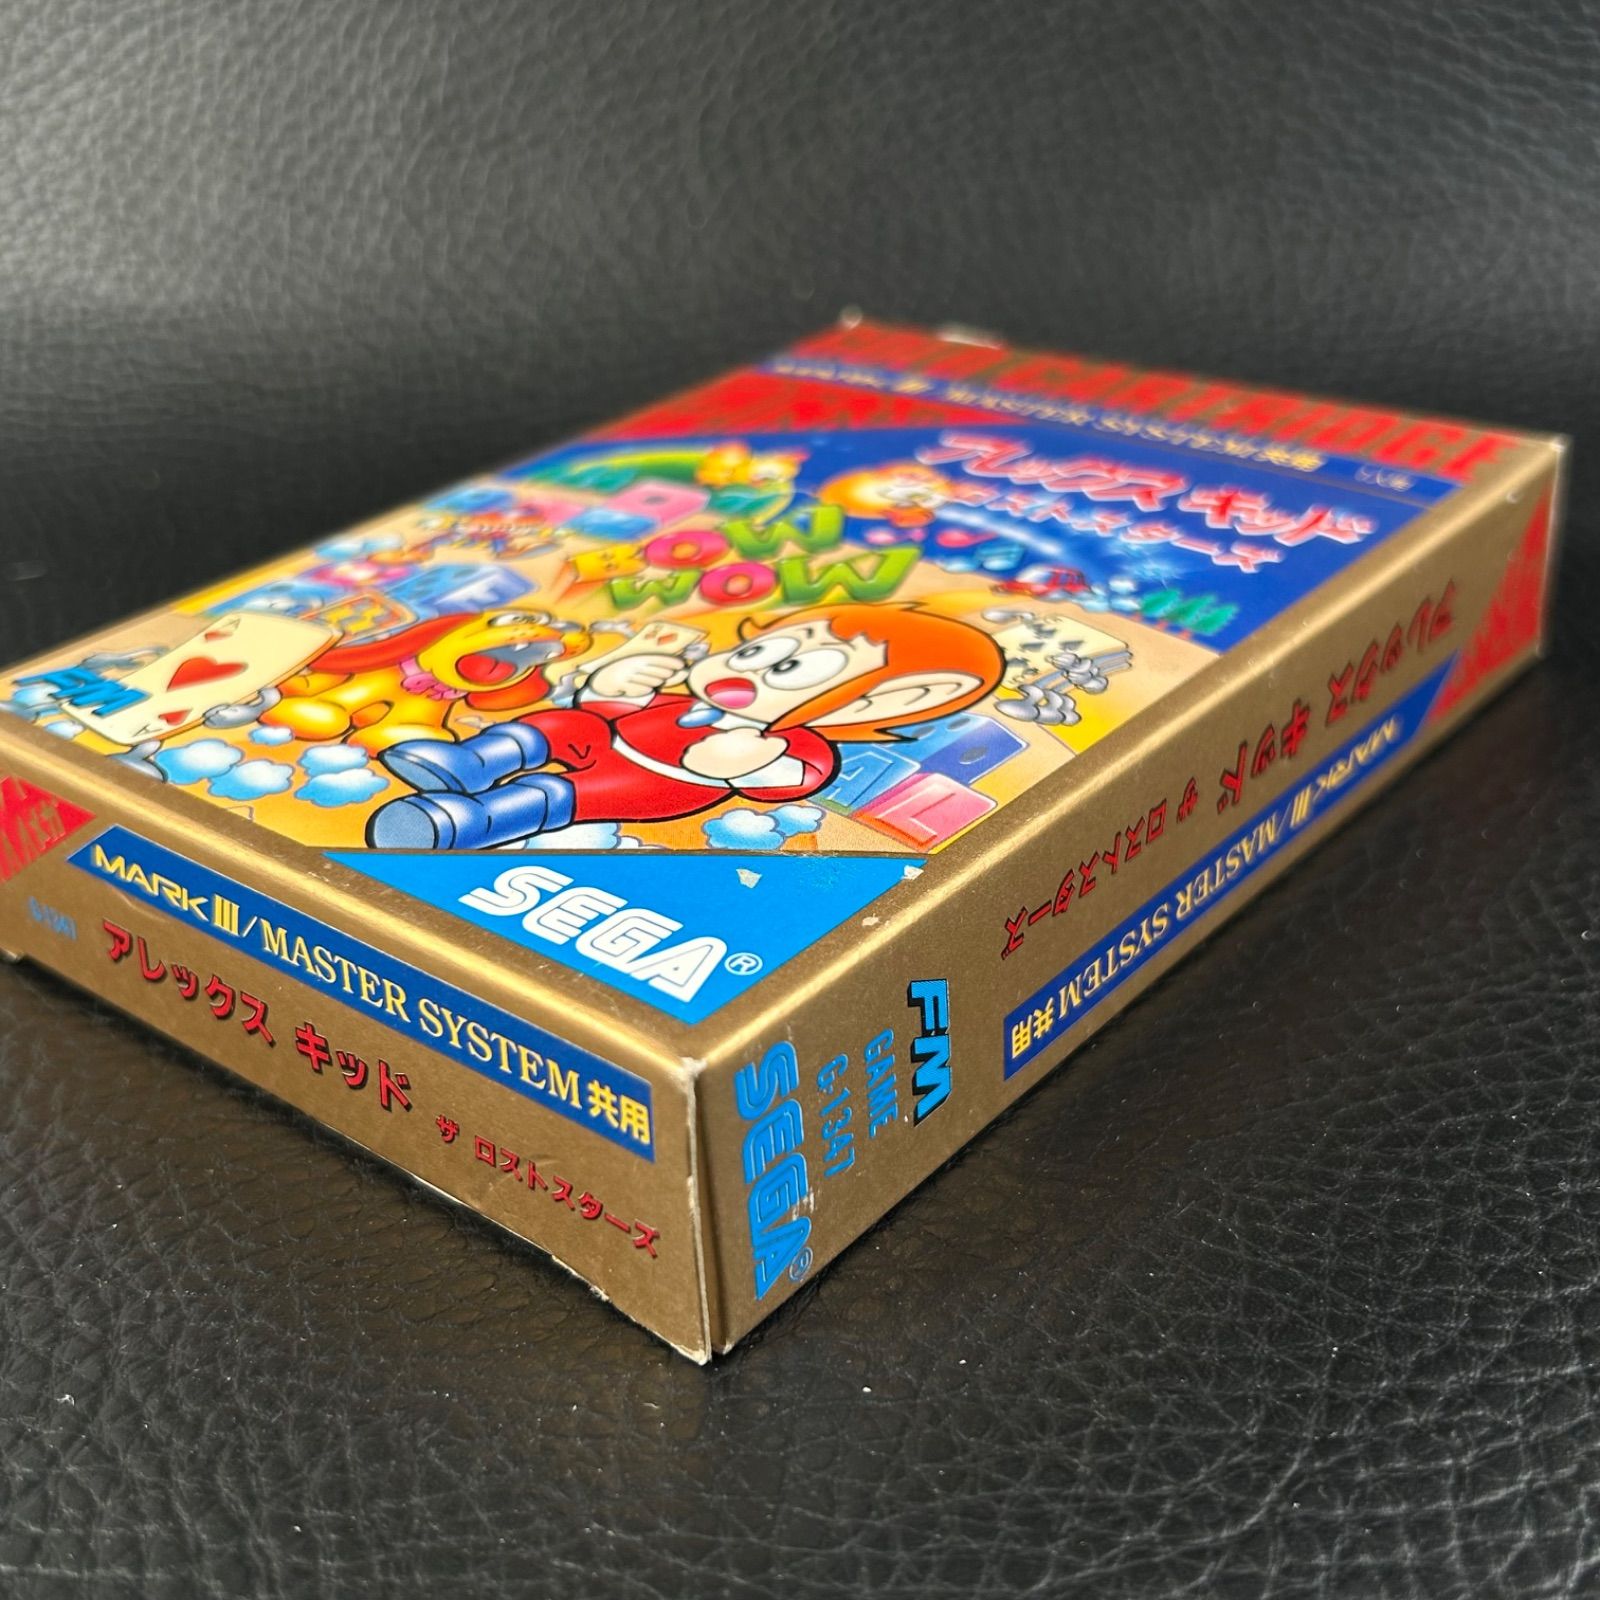 CARTRIDGE
MARK III / MASTER SYSTEM 共用
アレックス キッド
ザ ロストスターズ
BOW WOW
WOW
A
A
FM
SEGA®
MARK III/MASTER SYSTEM 共用
G-1347
アレックス キッド ザ ロストスターズ
アレックス キッド ザ ロストスターズ
MARK III/MASTER SYSTEM 共用
FM
GAME
G-1347
SEGA®